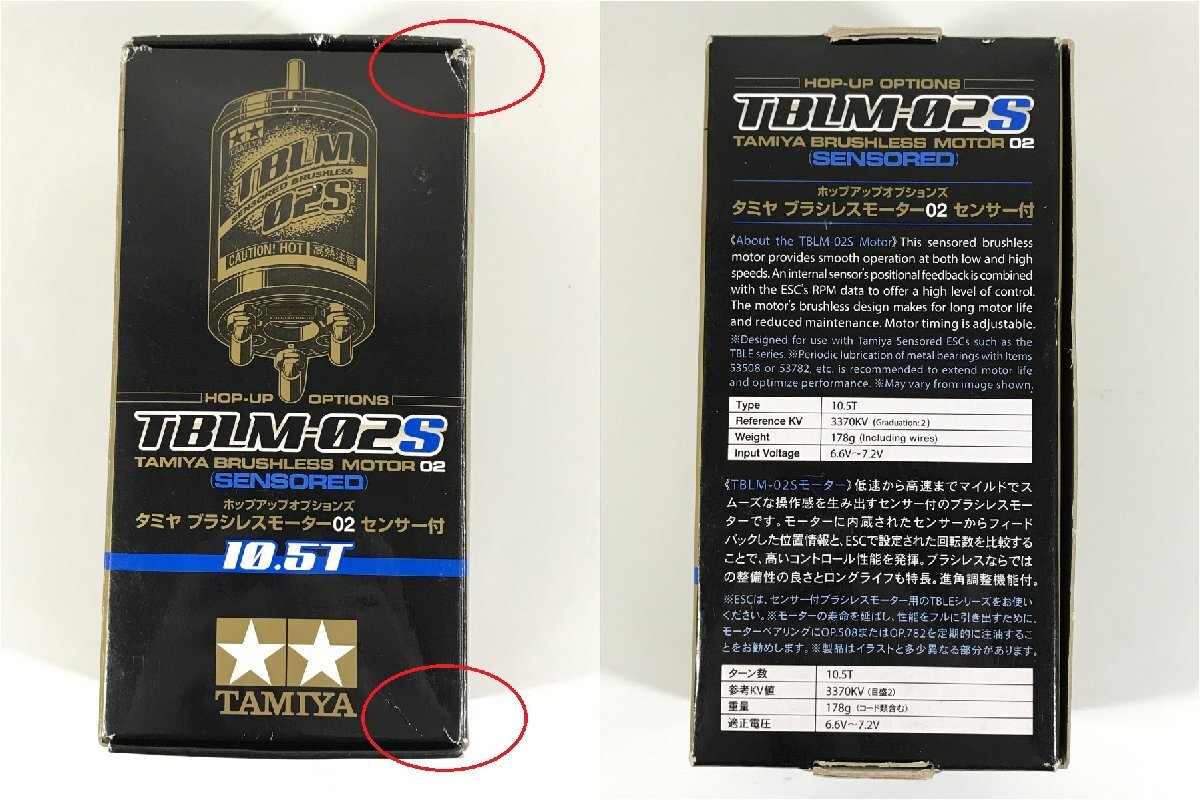 TAMIYA
TBLM
SENSORED BRUSHLESS
02S
CAUTION! HOT 高熱注意
HOP-UP OPTIONS
TBLM-02S
TAMIYA BRUSHLESS MOTOR 02
(SENSORED)
ホップアップオプションズ
タミヤ ブラシレスモーター02 センサー付
10.5T
TAMIYA
HOP-UP OPTIONS
TBLM-02S
TAMIYA BRUSHLESS MOTOR 02
(SENSORED)
ホップアップオプションズ
タミヤ ブラシレスモーター02 センサー付
《About the TBLM-02S Motor》This sensored brushless
motor provides smooth operation at both low and high
speeds. An internal sensor's positional feedback is combined
with the ESC's RPM data to offer a high level of control.
The motor's brushless design makes for long motor life
and reduced maintenance. Motor timing is adjustable.
※Designed for use with Tamiya Sensored ESCs such as the
TBLE series. ※Periodic lubrication of metal bearings with Items
53508 or 53782, etc. is recommended to extend motor life
and optimize performance. ※May vary from image shown.
Type 10.5T
Reference KV 3370KV (Graduation: 2)
Weight 178g (Including wires)
Input Voltage 6.6V~7.2V
《TBLM-02Sモーター》低速から高速までマイルドでス
ムーズな操作感を生み出すセンサー付のブラシレスモー
ターです。モーターに内蔵されたセンサーからフィード
バックした位置情報と、ESCで設定された回転数を比較する
ことで、高いコントロール性能を発揮。ブラシレスならでは
の整備性の良さとロングライフも特長。進角調整機能付。
※ESCは、センサー付ブラシレスモーター用のTBLEシリーズをお使い
ください。※モーターの寿命を延ばし、性能をフルに引き出すために、
モーターベアリングにOP.508またはOP.782を定期的に注油するこ
とをお勧めします。※製品はイラストと多少異なる部分があります。
ターン数 10.5T
参考KV値 3370KV (目盛2)
重量 178g (コード類含む)
適正電圧 6.6V~7.2V